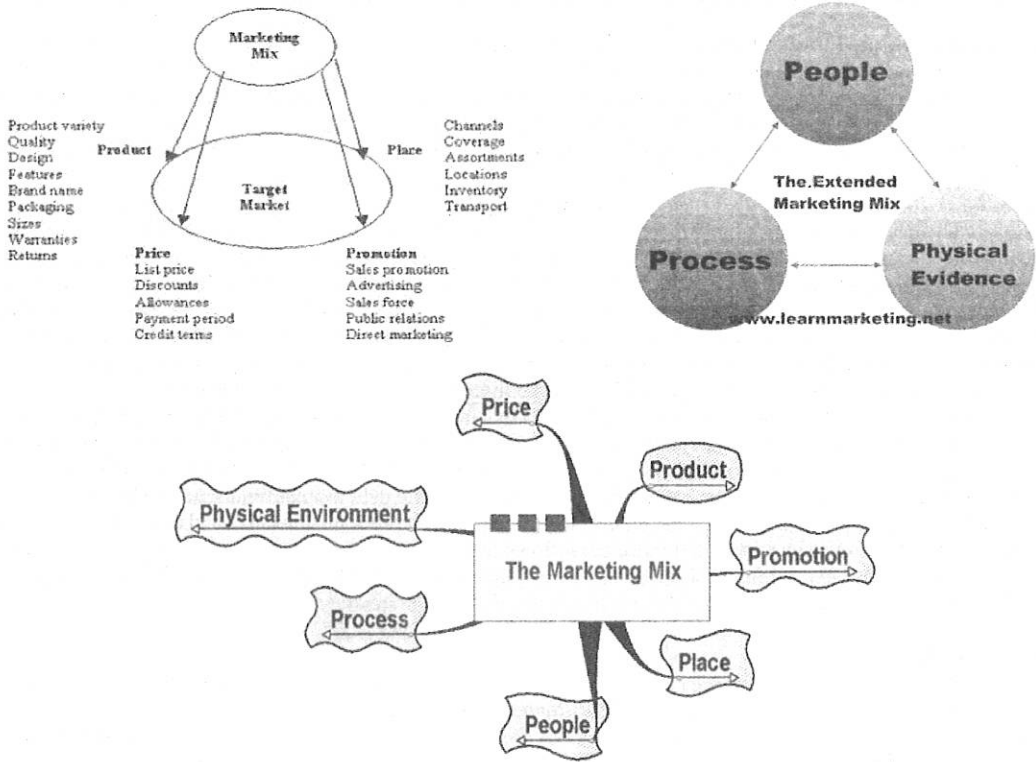 Marketing
Mix
Product variety
Quality
Design
Features
Brand name
Packaging
Sizes
Warranties
Returns
Product
Place
Channels
Coverage
Assortments
Locations
Inventory
Transport
Target
Market
Price
List price
Discounts
Allowances
Payment period
Credit terms
Promotion
Sales promotion
Advertising
Sales force
Public relations
Direct marketing
People
The.Extended
Marketing Mix
Process
Physical
Evidence
www.learnmarketing.net
Price
Product
Physical Environment
The Marketing Mix
Promotion
Process
Place
People